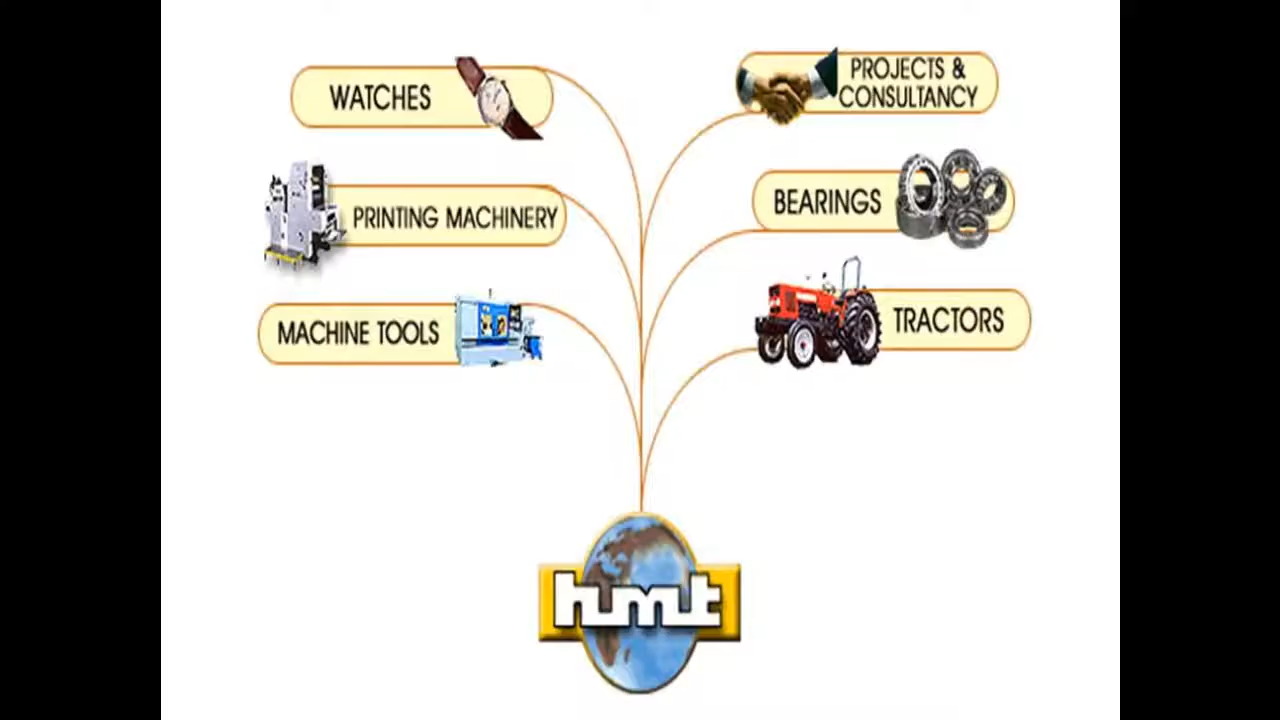 WATCHES
PROJECTS &
CONSULTANCY
PRINTING MACHINERY
BEARINGS
MACHINE TOOLS
TRACTORS
hmt